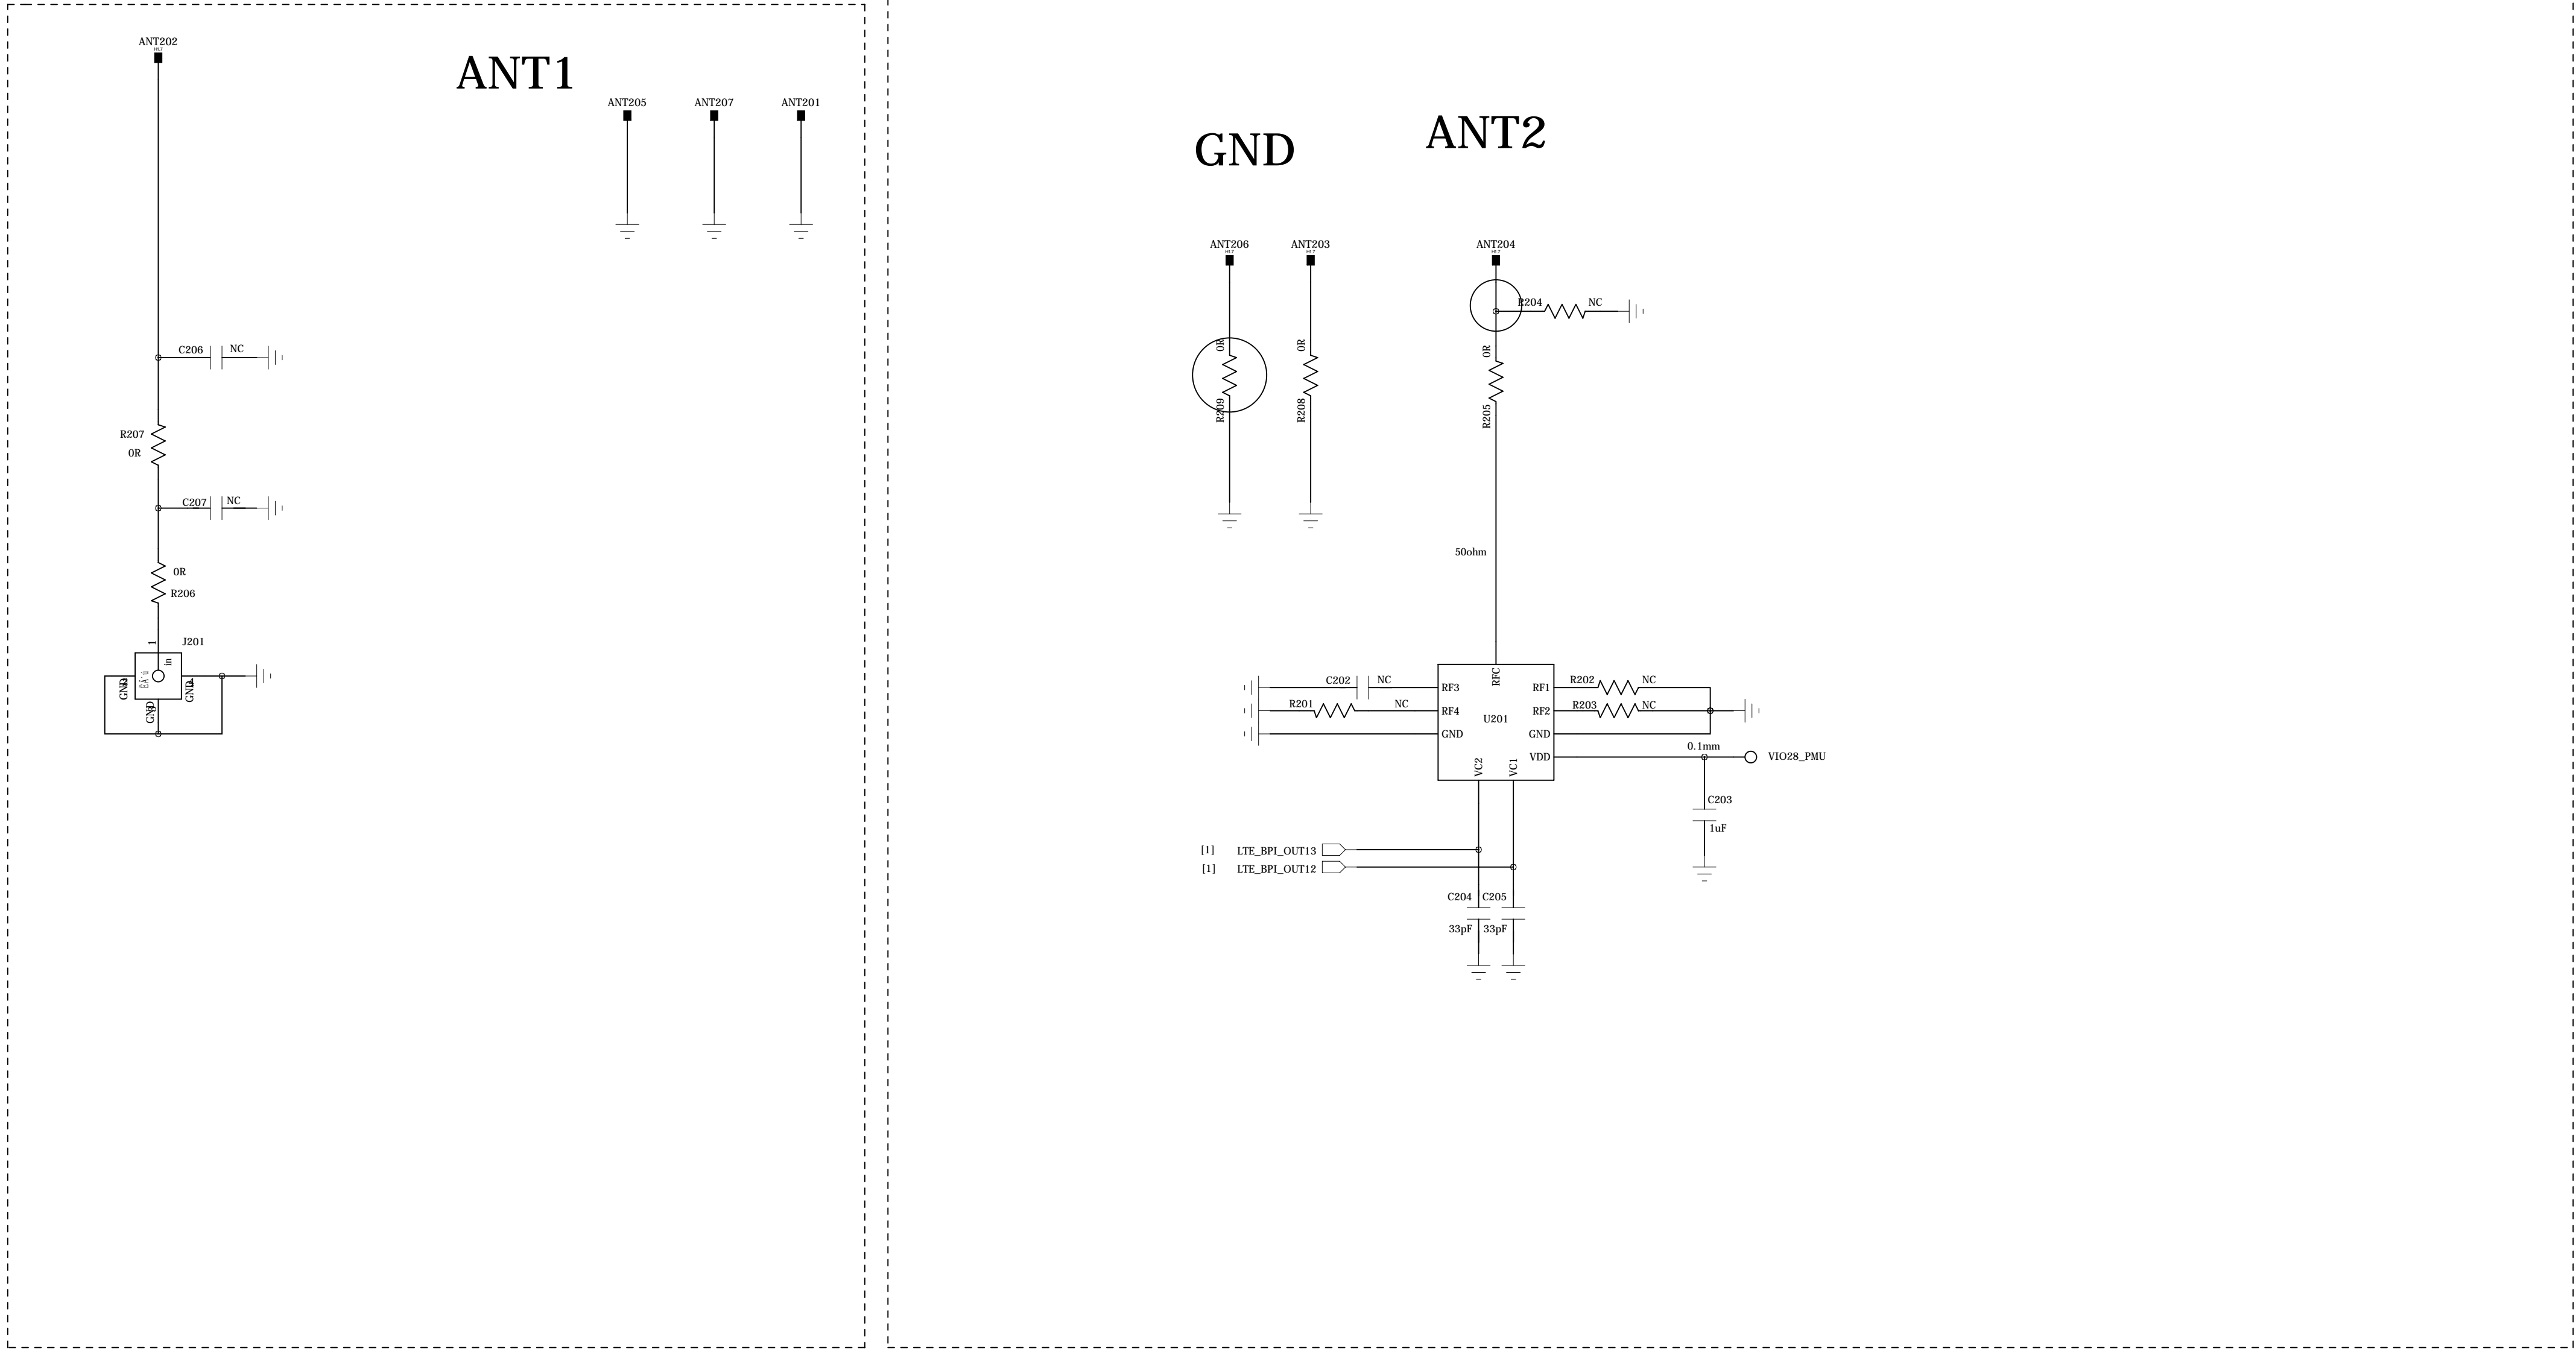 ANT202
ANT1
ANT205
ANT207
ANT201
C206
NC
R207
0R
C207
NC
0R
R206
1
J201
in
GND
GND
GND
GND
ANT2
ANT206
ANT203
ANT204
R204
NC
0R
0R
0R
R209
R208
R205
50ohm
RFC
C202
NC
RF3
RF1
R202
NC
R201
NC
RF4
RF2
R203
NC
U201
GND
GND
0.1mm
VDD
VIO28_PMU
VC2
VC1
C203
1uF
[1]
LTE_BPI_OUT13
[1]
LTE_BPI_OUT12
C204
C205
33pF
33pF